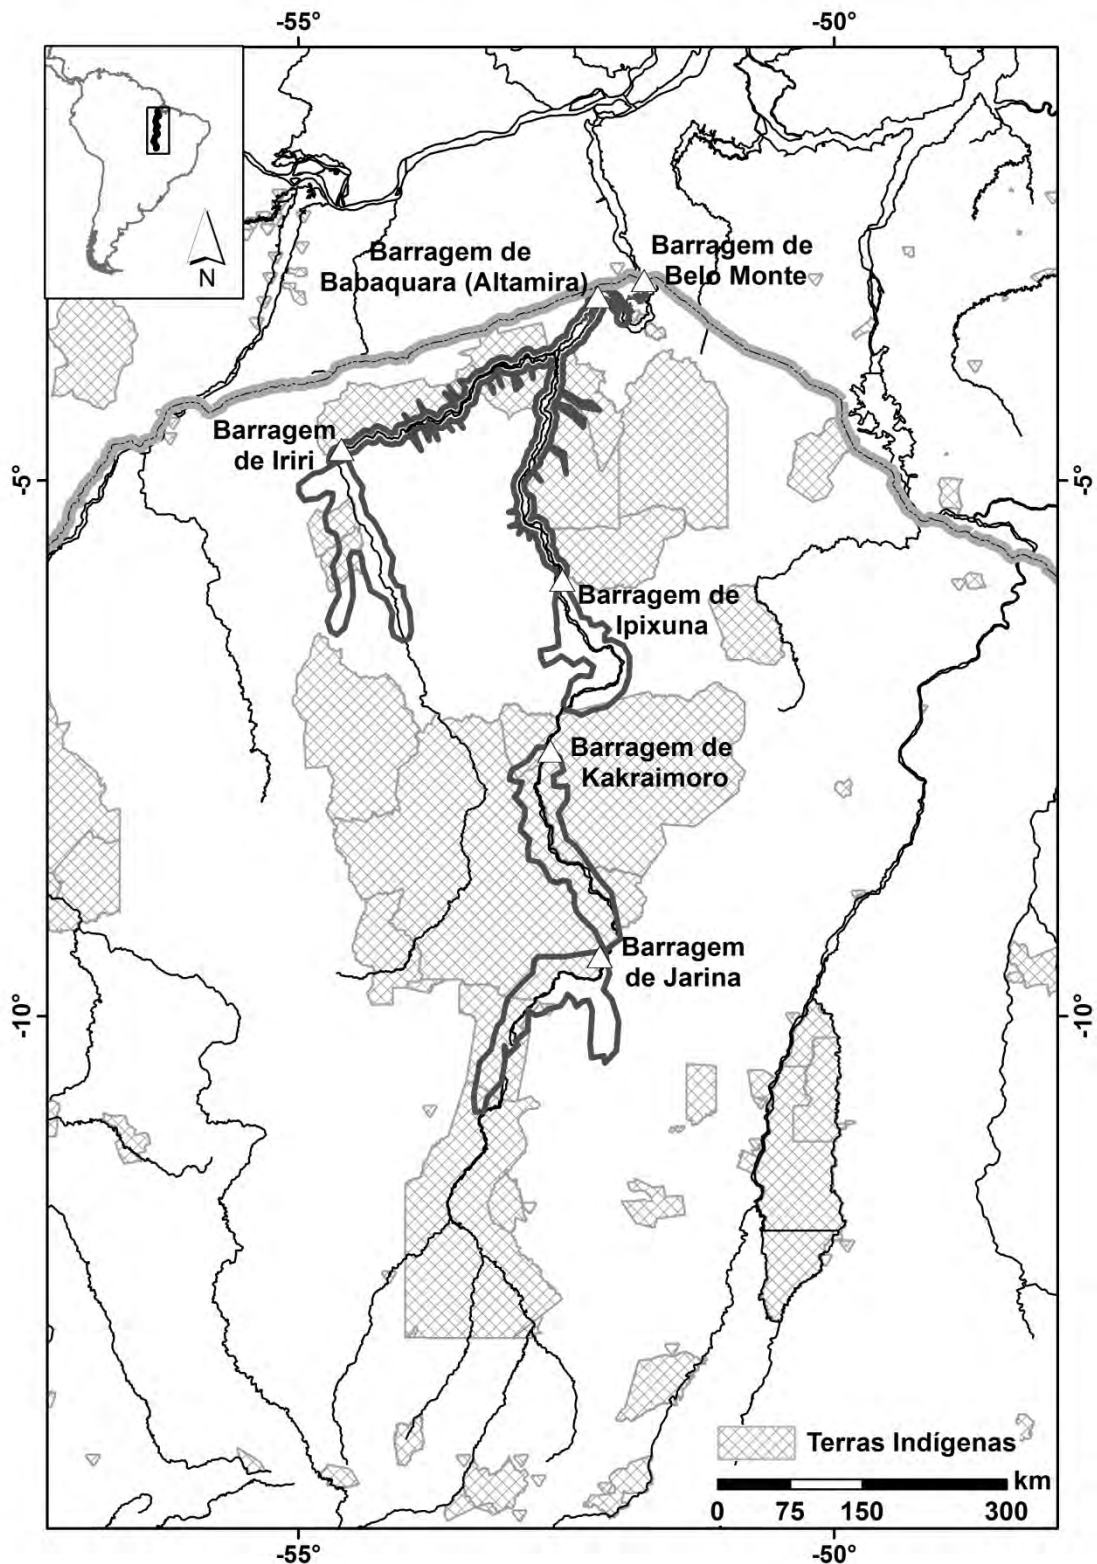 -55°
-50°
N
Barragem de
Babaquara (Altamira)
Barragem de
Belo Monte
Barragem
de Iriri
-5°
-5°
Barragem de
Ipixuna
Barragem de
Kakraimoro
Barragem
de Jarina
-10°
-10°
Terras Indígenas
km
0 75 150 300
-55°
-50°